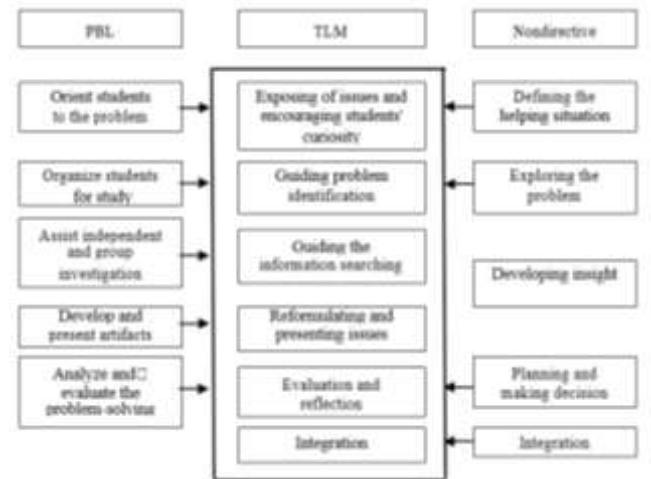 PBL
TLM
Nondirective
Orient students
to the problem
Exposing of issues and
encouraging students'
curiosity
Defining the
helping situation
Organize students
for study
Guiding problem
identification
Exploring the
problem
Assist independent
and group
investigation
Guiding the
information searching
Developing insight
Develop and
present artifacts
Reformulating and
presenting issues
Analyze and□
evaluate the
problem-solving
Evaluation and
reflection
Planning and
making decision
Integration
Integration